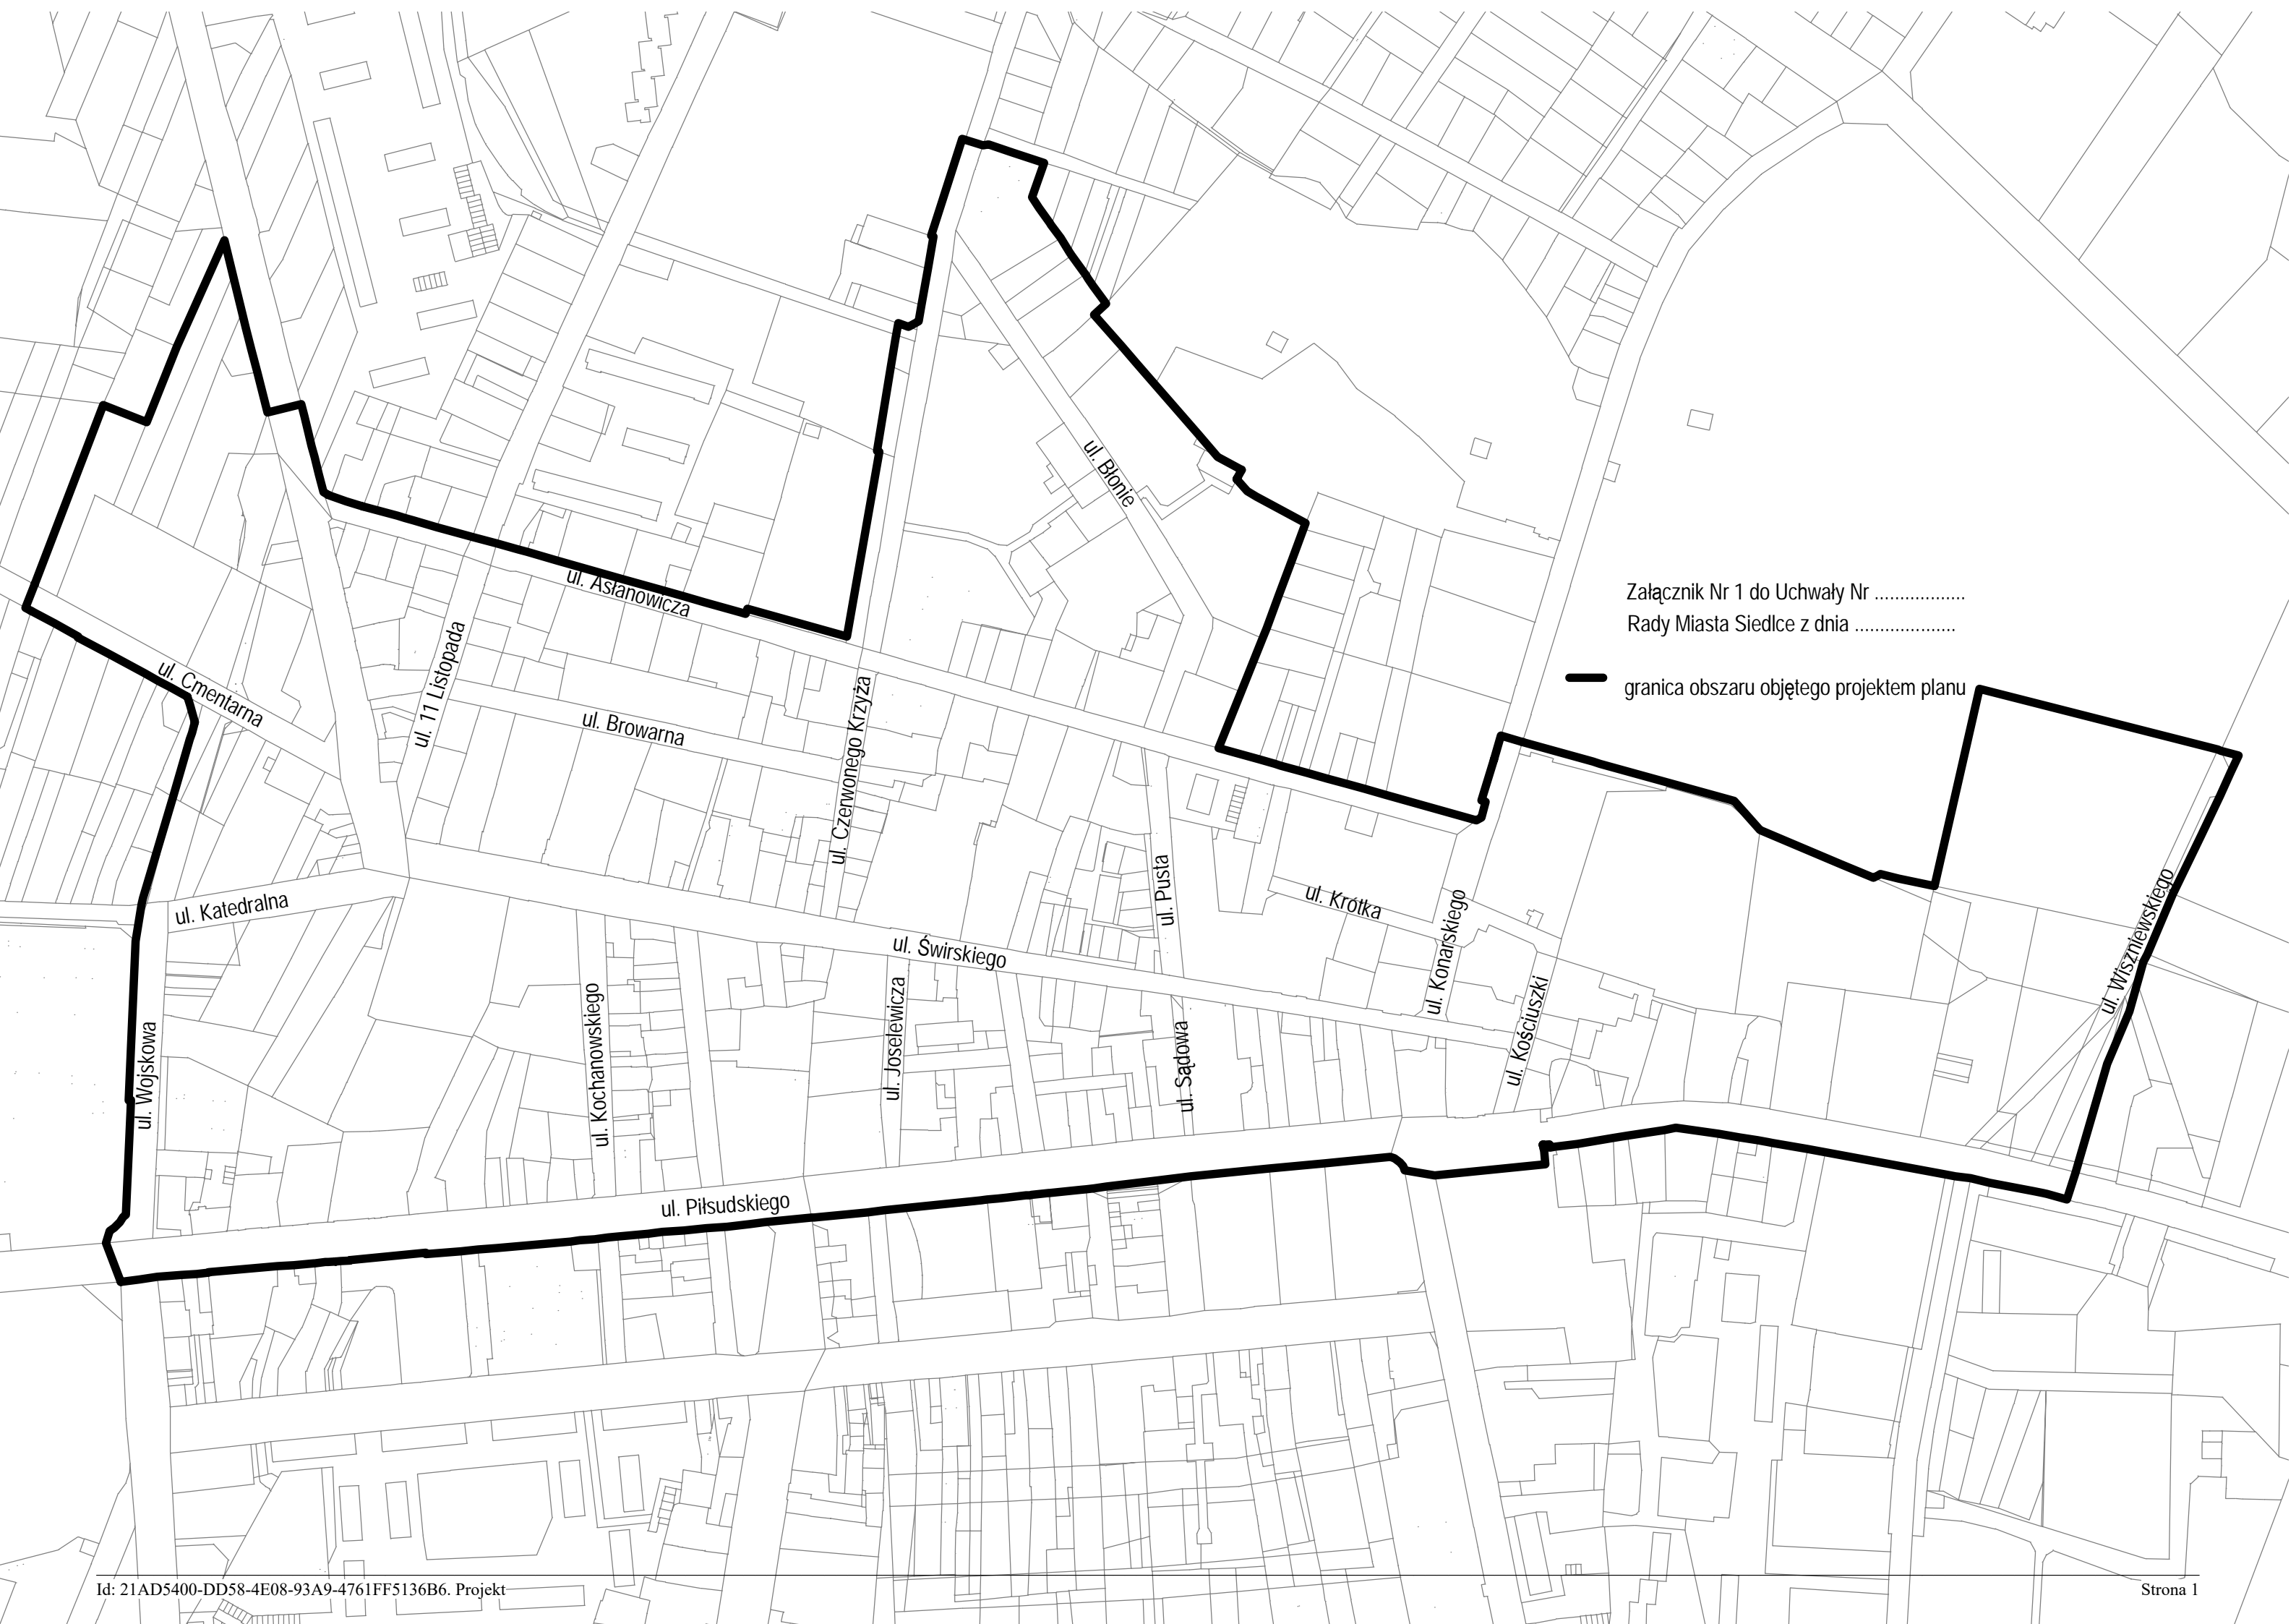 ul. Błonie
ul. Asłanowicza
Załącznik Nr 1 do Uchwały Nr ..................
Rady Miasta Siedlce z dnia ....................
granica obszaru objętego projektem planu
ul. Cmentarna
ul. 11 Listopada
ul. Browarna
ul. Czerwonego Krzyża
ul. Katedralna
ul. Pusta
ul. Krótka
ul. Konarskiego
ul. Wiszniewskiego
ul. Świrskiego
ul. Wojskowa
ul. Kochanowskiego
ul. Joselewicza
ul. Sądowa
ul. Kościuszki
ul. Piłsudskiego
Id: 21AD5400-DD58-4E08-93A9-4761FF5136B6. Projekt
Strona 1